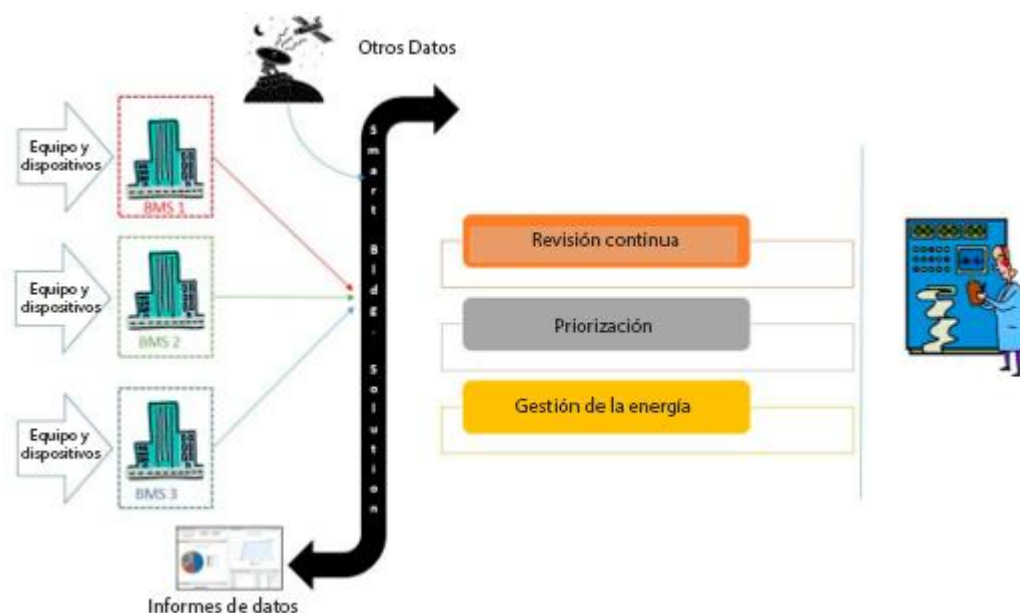 Otros Datos
Equipo y
dispositivos
BMS 1
Equipo y
dispositivos
BMS 2
Equipo y
dispositivos
BMS 3
Smart BldE. Solution
Revisión continua
Priorización
Gestión de la energía
Informes de datos